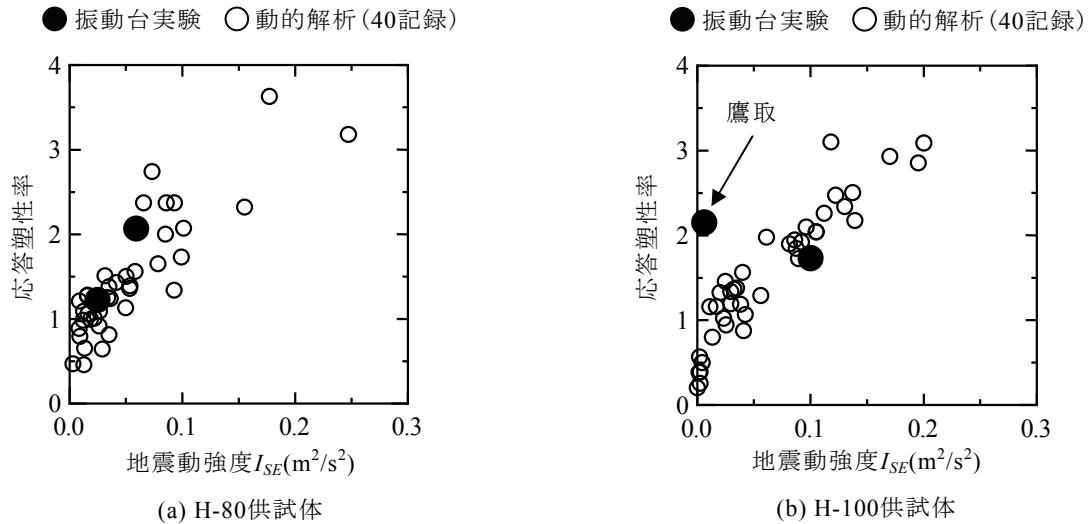 ● 振動台実験 ○ 動的解析(40記録)
4
3
2
1
0
応答塑性率
0.0 0.1 0.2 0.3
地震動強度I_SE(m²/s²)
(a) H-80供試体
● 振動台実験 ○ 動的解析(40記録)
4
3
2
1
0
応答塑性率
鷹取
0.0 0.1 0.2 0.3
地震動強度I_SE(m²/s²)
(b) H-100供試体